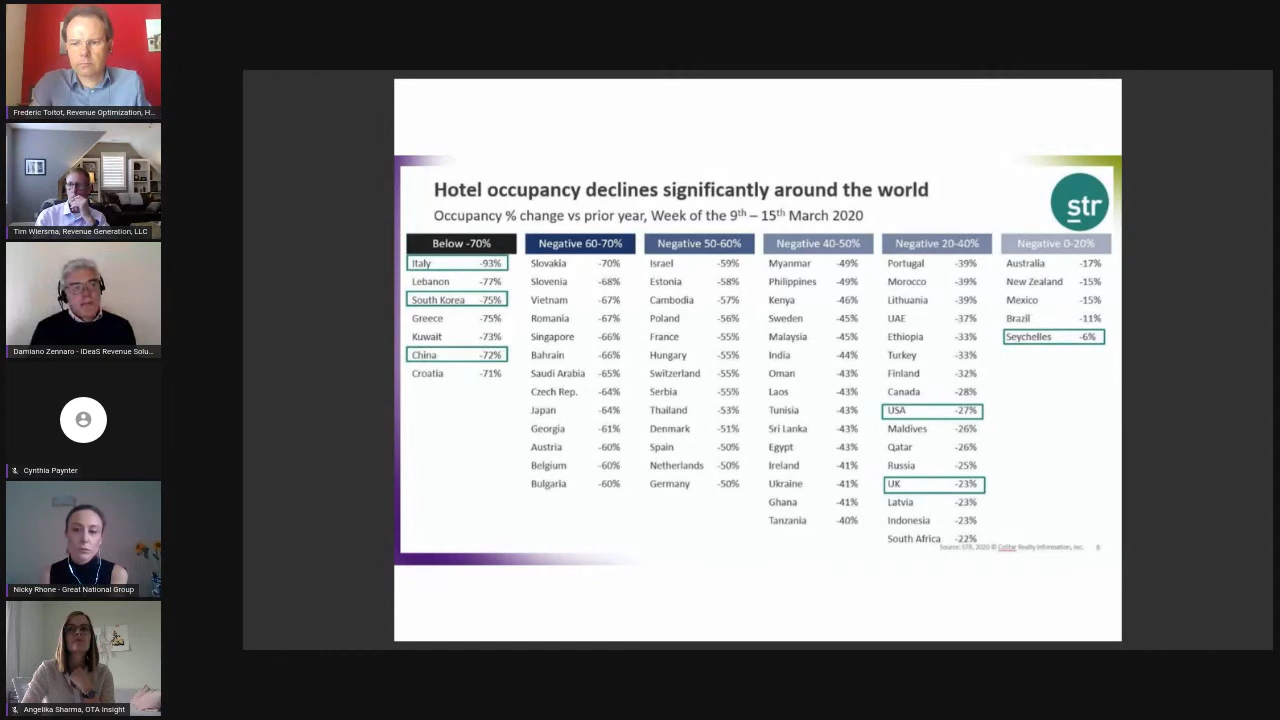 Frederic Toitot, Revenue Optimization, H...
Tim Wiersma, Revenue Generation, LLC
Damiano Zennaro - IDeaS Revenue Solu...
Cynthia Paynter
Nicky Rhone - Great National Group
Angelika Sharma, OTA Insight
Hotel occupancy declines significantly around the world
Occupancy % change vs prior year, Week of the 9th – 15th March 2020
str
Below -70%
Italy -93%
Lebanon -77%
South Korea -75%
Greece -75%
Kuwait -73%
China -72%
Croatia -71%
Negative 60-70%
Slovakia -70%
Slovenia -68%
Vietnam -67%
Romania -67%
Singapore -66%
Bahrain -66%
Saudi Arabia -65%
Czech Rep. -64%
Japan -64%
Georgia -61%
Austria -60%
Belgium -60%
Bulgaria -60%
Negative 50-60%
Israel -59%
Estonia -58%
Cambodia -57%
Poland -56%
France -55%
Hungary -55%
Switzerland -55%
Serbia -55%
Thailand -53%
Denmark -51%
Spain -50%
Netherlands -50%
Germany -50%
Negative 40-50%
Myanmar -49%
Philippines -49%
Kenya -46%
Sweden -45%
Malaysia -45%
India -44%
Oman -43%
Laos -43%
Tunisia -43%
Sri Lanka -43%
Egypt -43%
Ireland -41%
Ukraine -41%
Ghana -41%
Tanzania -40%
Negative 20-40%
Portugal -39%
Morocco -39%
Lithuania -39%
UAE -37%
Ethiopia -33%
Turkey -33%
Finland -32%
Canada -28%
USA -27%
Maldives -26%
Qatar -26%
Russia -25%
UK -23%
Latvia -23%
Indonesia -23%
South Africa -22%
Negative 0-20%
Australia -17%
New Zealand -15%
Mexico -15%
Brazil -11%
Seychelles -6%
Source: STR, 2020 © CoStar Realty Information, Inc. 8